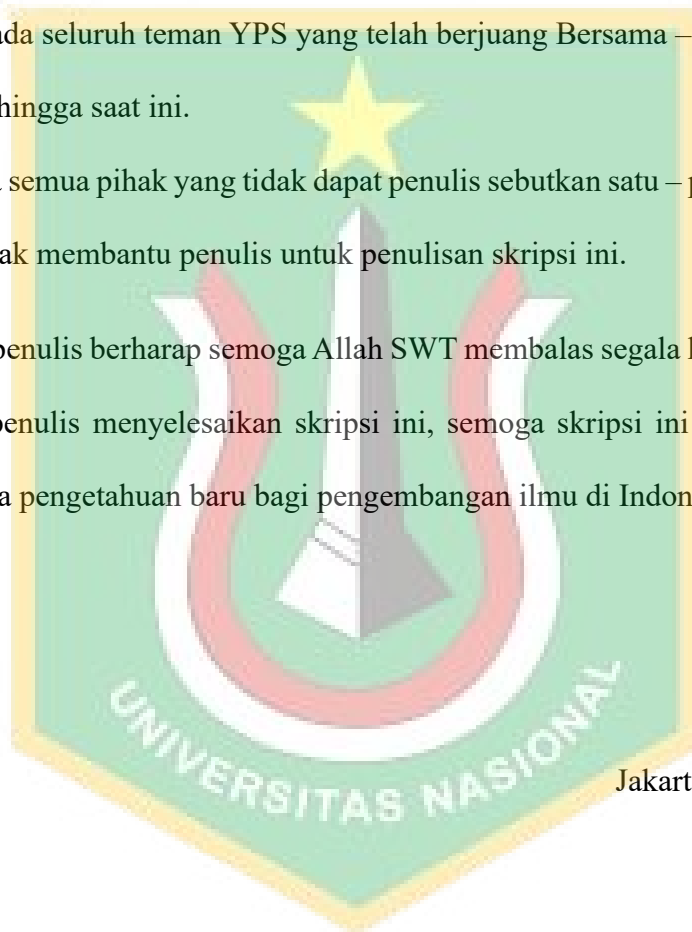 ada seluruh teman YPS yang telah berjuang Bersama –
hingga saat ini.
semua pihak yang tidak dapat penulis sebutkan satu –
ak membantu penulis untuk penulisan skripsi ini.
penulis berharap semoga Allah SWT membalas segala
penulis menyelesaikan skripsi ini, semoga skripsi ini
a pengetahuan baru bagi pengembangan ilmu di Indon
Jakart
UNIVERSITAS NASIONAL